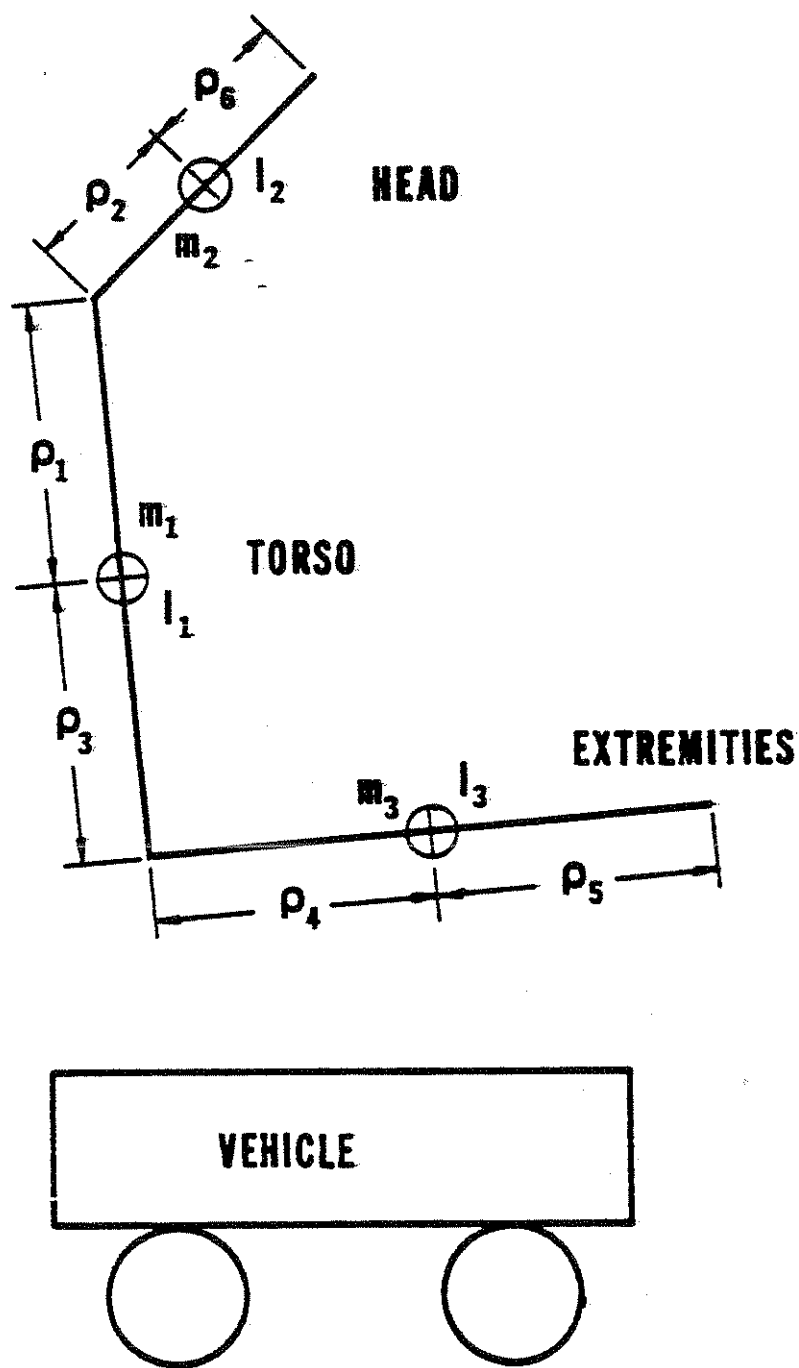 ρ₆
ρ₂
I₂
HEAD
m₂
ρ₁
m₁
TORSO
I₁
ρ₃
EXTREMITIES
m₃ I₃
ρ₄
ρ₅
VEHICLE